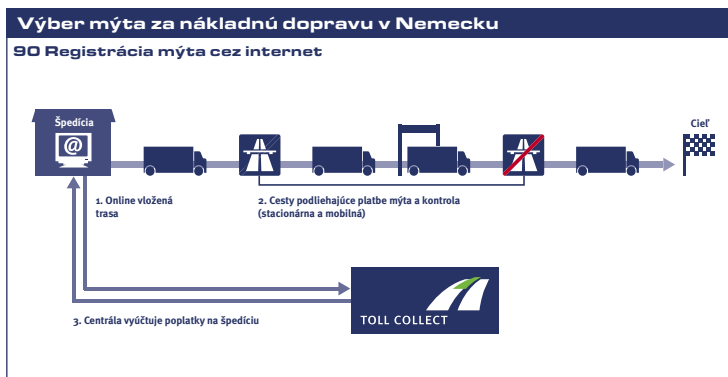 Výber mýta za nákladnú dopravu v Nemecku
90 Registrácia mýta cez internet
Špedícia
@
Cieľ
1. Online vložená
trasa
2. Cesty podliehajúce platbe mýta a kontrola
(stacionárna a mobilná)
3. Centrála vyúčtuje poplatky na špedíciu
TOLL COLLECT